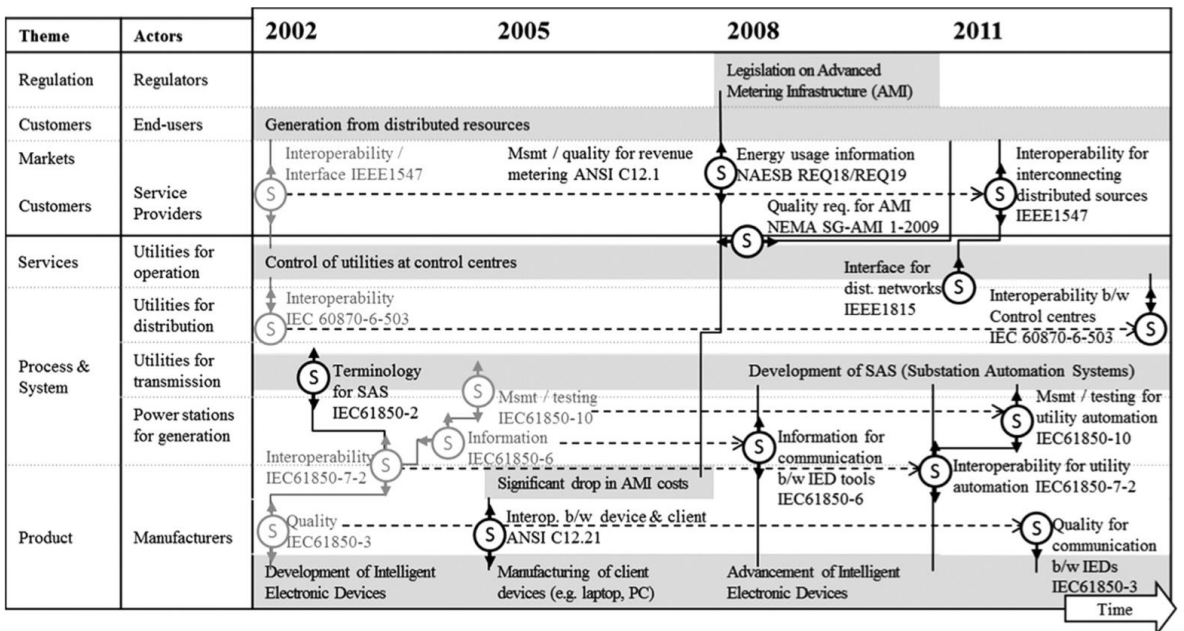 Theme
Actors
2002
2005
2008
2011
Regulation
Regulators
Legislation on Advanced
Metering Infrastructure (AMI)
Customers
End-users
Generation from distributed resources
Markets
Customers
Service
Providers
Interoperability /
Interface IEEE1547
S
Msmt / quality for revenue
metering ANSI C12.1
S
Energy usage information
NAESB REQ18/REQ19
Quality req. for AMI
NEMA SG-AMI 1-2009
S
S
Interoperability for
interconnecting
distributed sources
IEEE1547
Services
Utilities for
operation
Control of utilities at control centres
Interface for
dist. networks
IEEE1815
S
Process &
System
Utilities for
distribution
Interoperability
IEC 60870-6-503
S
Interoperability b/w
Control centres
IEC 60870-6-503
S
Utilities for
transmission
S
Terminology
for SAS
IEC61850-2
S
Msmt / testing
IEC61850-10
Development of SAS (Substation Automation Systems)
S
Msmt / testing for
utility automation
IEC61850-10
Power stations
for generation
Interoperability
IEC61850-7-2
S
S
Information
IEC61850-6
S
Information for
communication
b/w IED tools
IEC61850-6
S
Interoperability for utility
automation IEC61850-7-2
Product
Manufacturers
Significant drop in AMI costs
S
Quality
IEC61850-3
S
Interop. b/w device & client
ANSI C12.21
S
Quality for
communication
b/w IEDs
IEC61850-3
Development of Intelligent
Electronic Devices
Manufacturing of client
devices (e.g. laptop, PC)
Advancement of Intelligent
Electronic Devices
Time